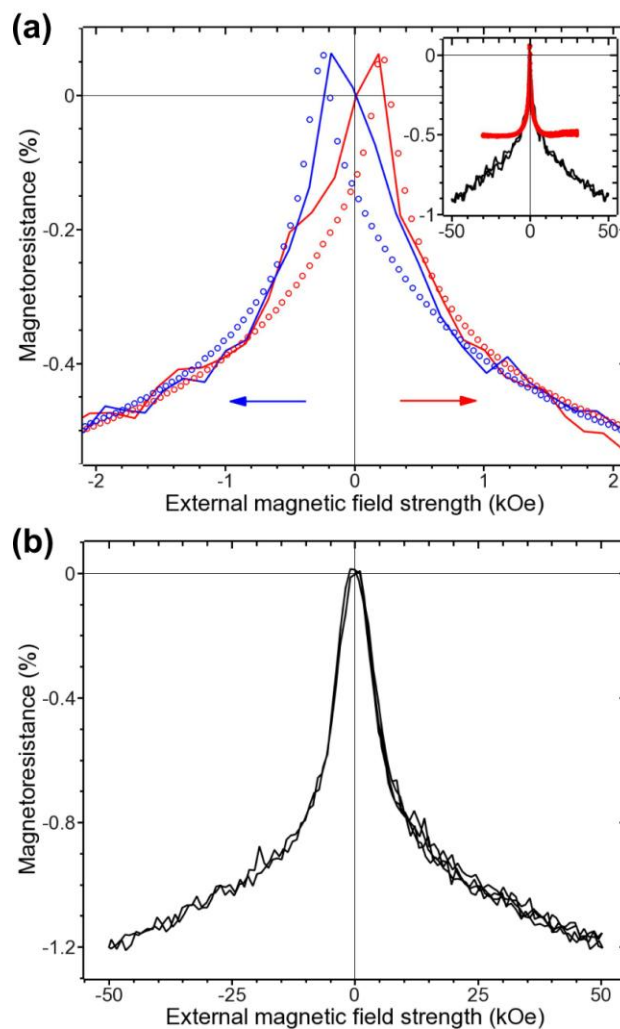 (a)
0
-0.2
-0.4
Magnetoresistance (%)
-2 -1 0 1 2
External magnetic field strength (kOe)
0
-0.5
-1
-50 0 50
(b)
0
-0.4
-0.8
-1.2
Magnetoresistance (%)
-50 -25 0 25 50
External magnetic field strength (kOe)